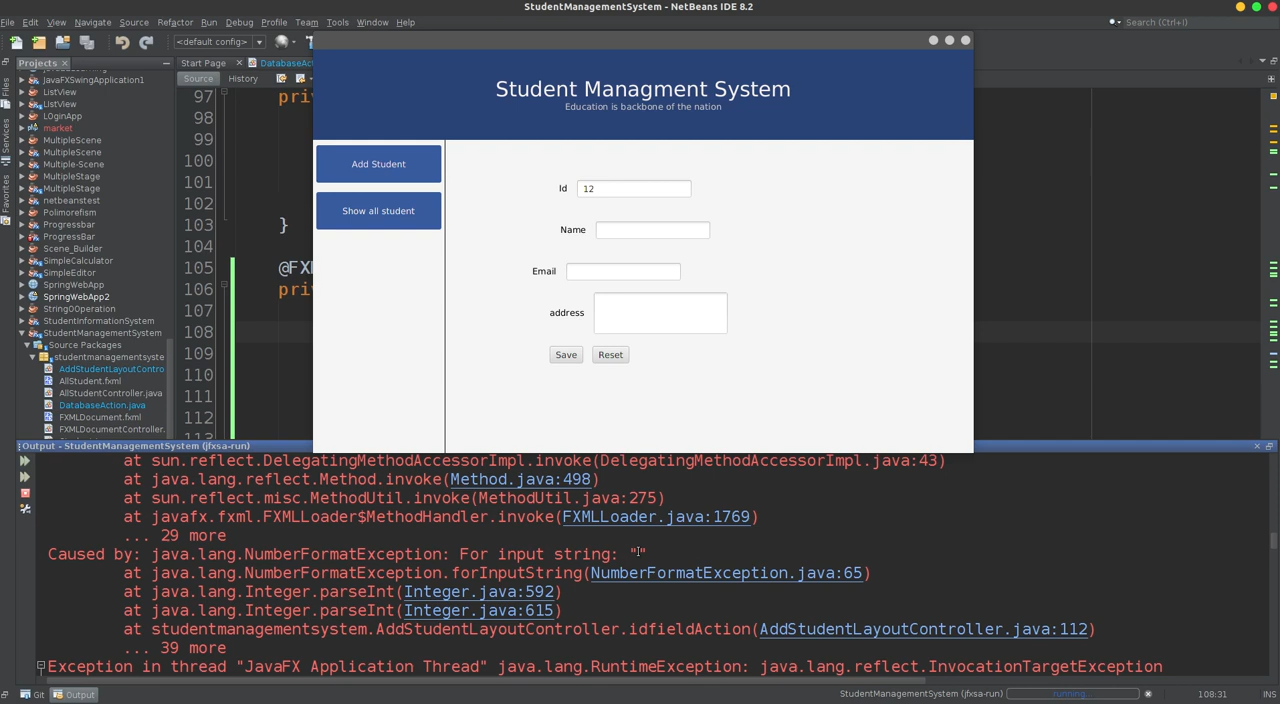 StudentManagementSystem - NetBeans IDE 8.2
File Edit View Navigate Source Refactor Run Debug Profile Team Tools Window Help
Search (Ctrl+I)
<default config>
Projects
Start Page
DatabaseAct
Source History
Files
Services
Favorites
JavaFXSwingApplication1
ListView
ListView
LOginApp
market
MultipleScene
MultipleScene
Multiple-Scene
MultipleStage
MultipleStage
netbeanstest
Polimorefism
Progressbar
ProgressBar
Scene_Builder
SimpleCalculator
SimpleEditor
SpringWebApp
SpringWebApp2
StringOOperation
StudentInformationSystem
StudentManagementSystem
Source Packages
studentmanagementsyste
AddStudentLayoutContro
AllStudent.fxml
AllStudentController.java
DatabaseAction.java
FXMLDocument.fxml
FXMLDocumentController.
97 pri
98
99
100
101
102
103 }
104
105 @FX
106 pri
107
108
109
110
111
112
Student Managment System
Education is backbone of the nation
Add Student
Show all student
Id 12
Name
Email
address
Save Reset
Output - StudentManagementSystem (jfxsa-run)
at sun.reflect.DelegatingMethodAccessorImpl.invoke(DelegatingMethodAccessorImpl.java:43)
at java.lang.reflect.Method.invoke(Method.java:498)
at sun.reflect.misc.MethodUtil.invoke(MethodUtil.java:275)
at javafx.fxml.FXMLLoader$MethodHandler.invoke(FXMLLoader.java:1769)
... 29 more
Caused by: java.lang.NumberFormatException: For input string: ""
at java.lang.NumberFormatException.forInputString(NumberFormatException.java:65)
at java.lang.Integer.parseInt(Integer.java:592)
at java.lang.Integer.parseInt(Integer.java:615)
at studentmanagementsystem.AddStudentLayoutController.idfieldAction(AddStudentLayoutController.java:112)
... 39 more
Exception in thread "JavaFX Application Thread" java.lang.RuntimeException: java.lang.reflect.InvocationTargetException
Git Output
StudentManagementSystem (jfxsa-run) running... 108:31 INS